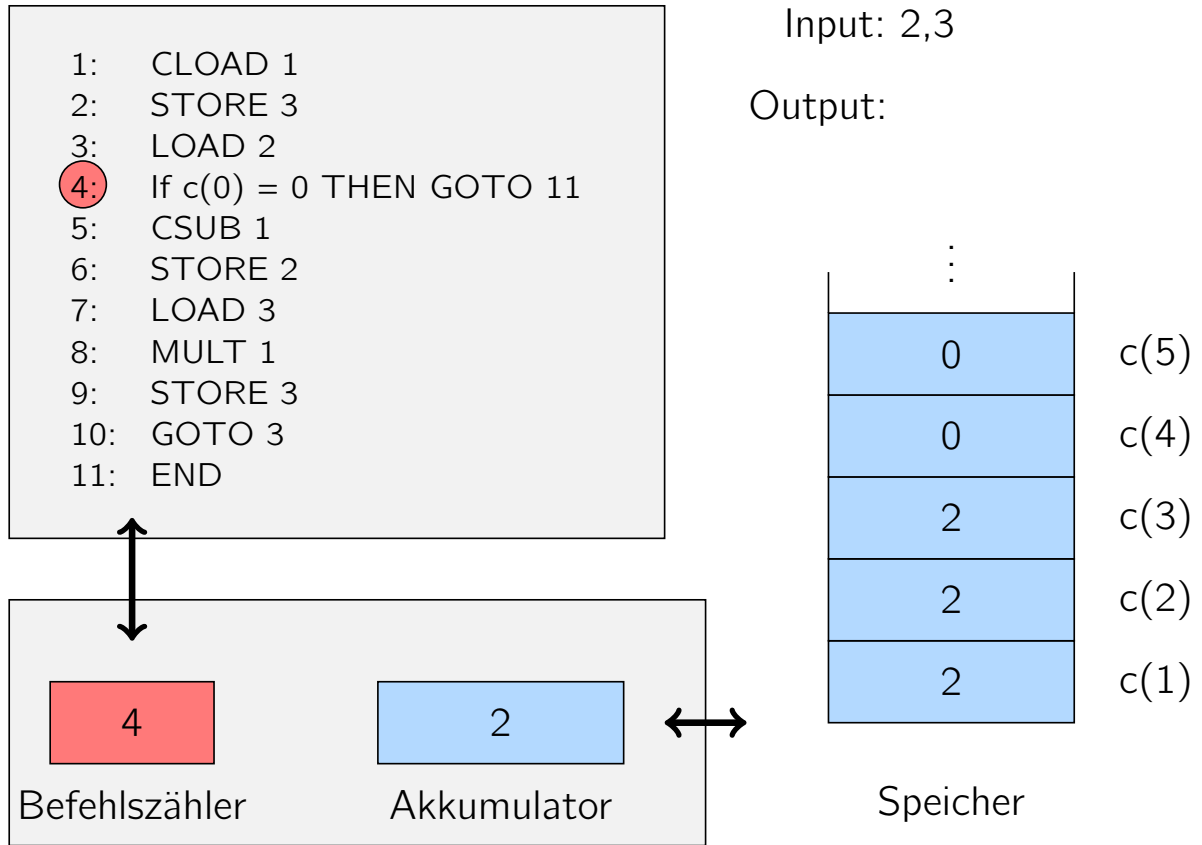 1: CLOAD 1
2: STORE 3
3: LOAD 2
4: If c(0) = 0 THEN GOTO 11
5: CSUB 1
6: STORE 2
7: LOAD 3
8: MULT 1
9: STORE 3
10: GOTO 3
11: END
Input: 2,3
Output:
⋮
0 c(5)
0 c(4)
2 c(3)
2 c(2)
2 c(1)
Speicher
4
Befehlszähler
2
Akkumulator